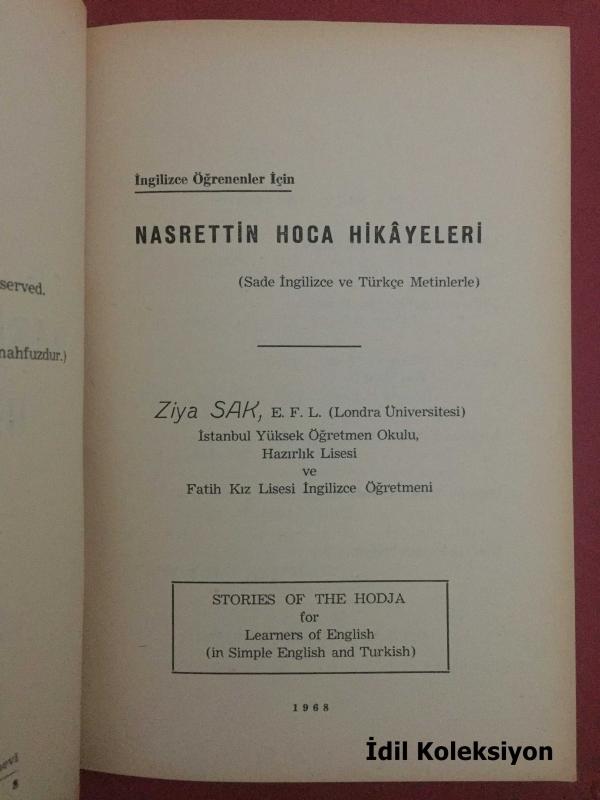 served.
mahfuzdur.)
İngilizce Öğrenenler İçin
NASRETTİN HOCA HİKÂYELERİ
(Sade İngilizce ve Türkçe Metinlerle)
Ziya SAK, E. F. L. (Londra Üniversitesi)
İstanbul Yüksek Öğretmen Okulu,
Hazırlık Lisesi
ve
Fatih Kız Lisesi İngilizce Öğretmeni
STORIES OF THE HODJA
for
Learners of English
(in Simple English and Turkish)
1968
İdil Koleksiyon